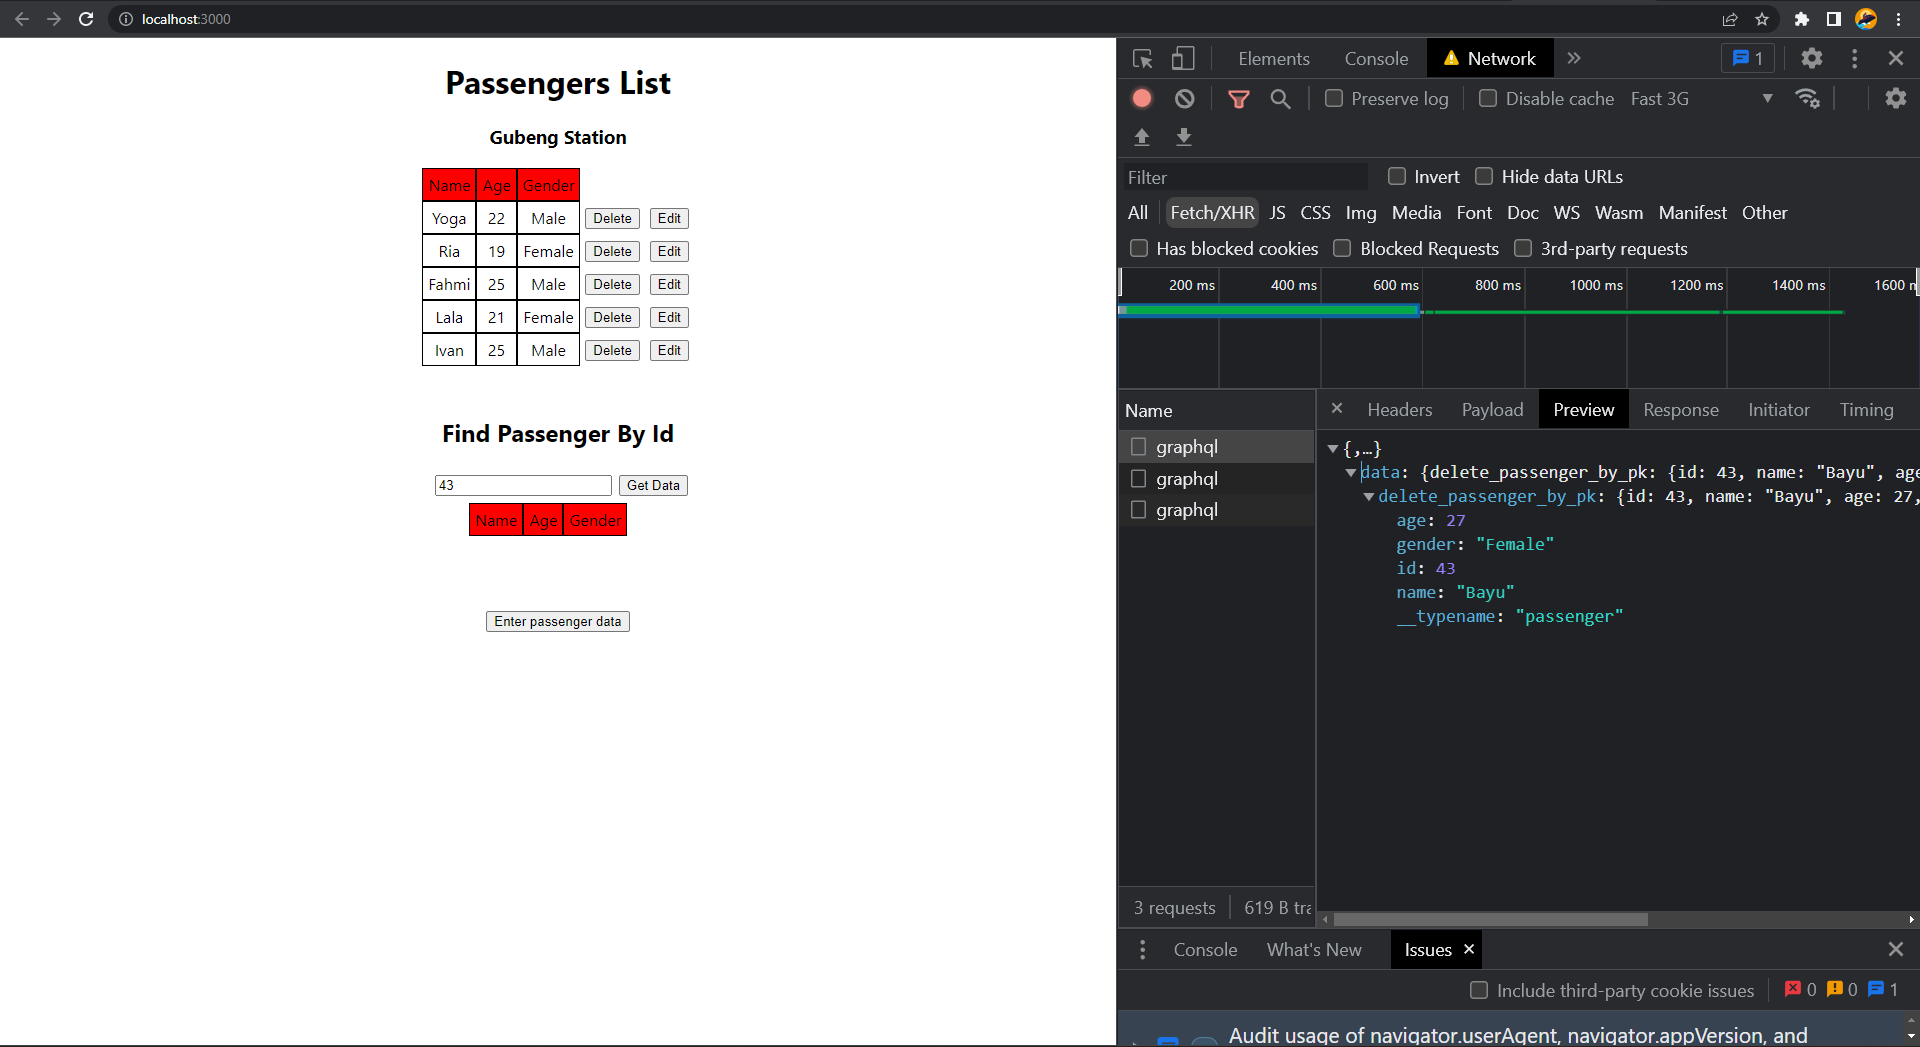 localhost:3000
Passengers List
Gubeng Station
Name Age Gender
Yoga 22 Male Delete Edit
Ria 19 Female Delete Edit
Fahmi 25 Male Delete Edit
Lala 21 Female Delete Edit
Ivan 25 Male Delete Edit
Find Passenger By Id
43 Get Data
Name Age Gender
Enter passenger data
Elements Console Network 1
Preserve log Disable cache Fast 3G
Filter Invert Hide data URLs
All Fetch/XHR JS CSS Img Media Font Doc WS Wasm Manifest Other
Has blocked cookies Blocked Requests 3rd-party requests
200 ms 400 ms 600 ms 800 ms 1000 ms 1200 ms 1400 ms 1600 m
Name
graphql
graphql
graphql
3 requests 619 B tra
Headers Payload Preview Response Initiator Timing
{,…}
data: {delete_passenger_by_pk: {id: 43, name: "Bayu", age
delete_passenger_by_pk: {id: 43, name: "Bayu", age: 27,
age: 27
gender: "Female"
id: 43
name: "Bayu"
__typename: "passenger"
Console What's New Issues
Include third-party cookie issues 0 0 1
Audit usage of navigator.userAgent, navigator.appVersion, and